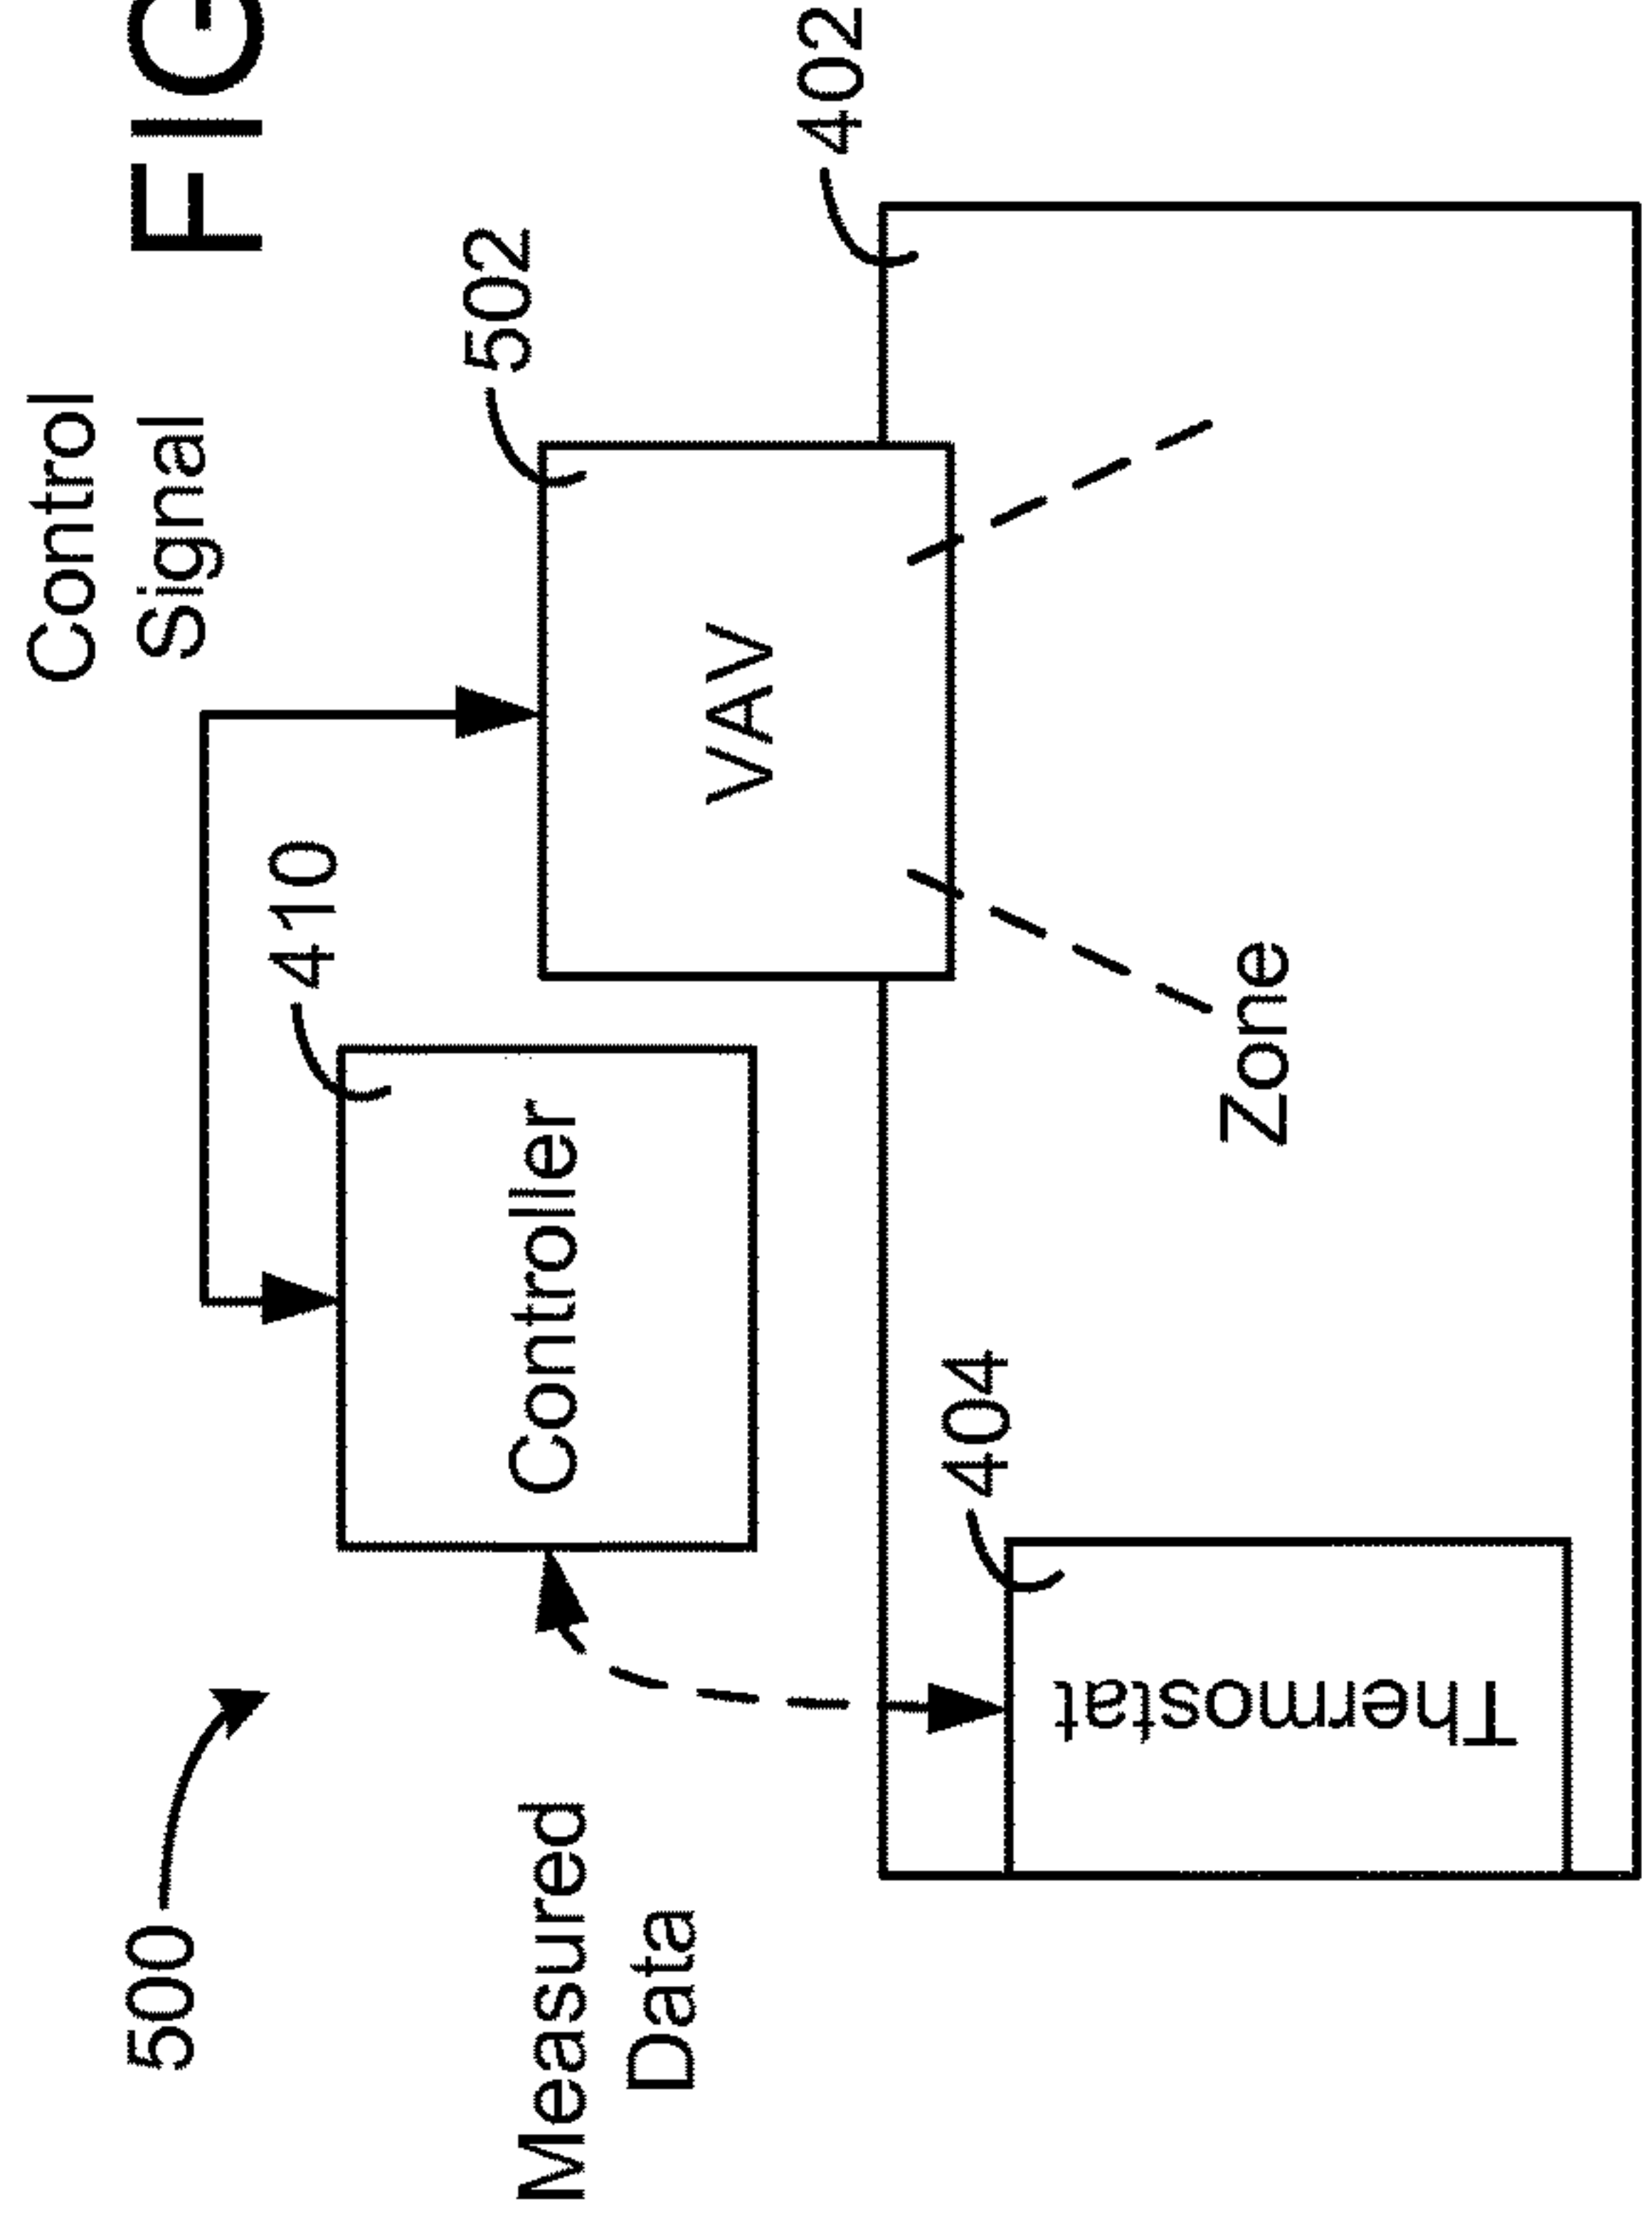 FIG
Control
Signal
500
410
502
402
Measured
Data
Controller
VAV
404
Zone
Thermostat